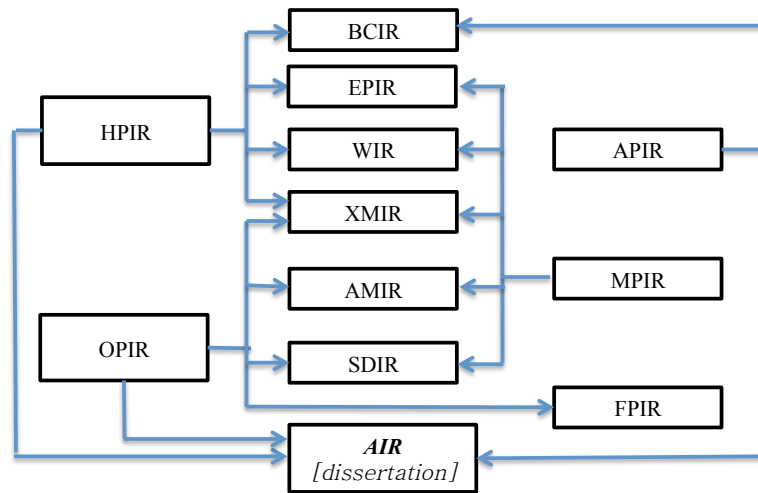 BCIR
EPIR
HPIR
WIR
APIR
XMIR
AMIR
MPIR
OPIR
SDIR
FPIR
AIR
[dissertation]